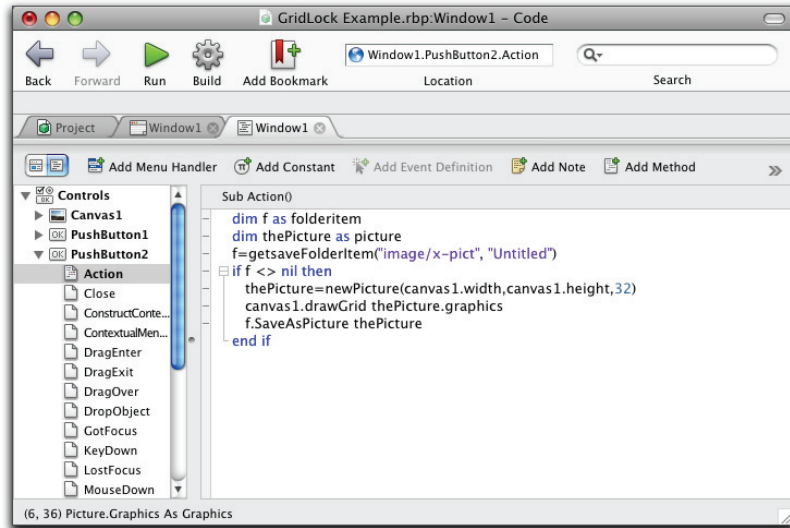 GridLock Example.rbp:Window1 – Code
Window1.PushButton2.Action
Back Forward Run Build Add Bookmark Location Search
Project Window1 Window1
Add Menu Handler Add Constant Add Event Definition Add Note Add Method »
Controls
Canvas1
OK PushButton1
OK PushButton2
Action
Close
ConstructConte...
ContextualMen...
DragEnter
DragExit
DragOver
DropObject
GotFocus
KeyDown
LostFocus
MouseDown
Sub Action()
dim f as folderitem
dim thePicture as picture
f=getsaveFolderItem("image/x-pict", "Untitled")
if f <> nil then
thePicture=newPicture(canvas1.width,canvas1.height,32)
canvas1.drawGrid thePicture.graphics
f.SaveAsPicture thePicture
end if
(6, 36) Picture.Graphics As Graphics